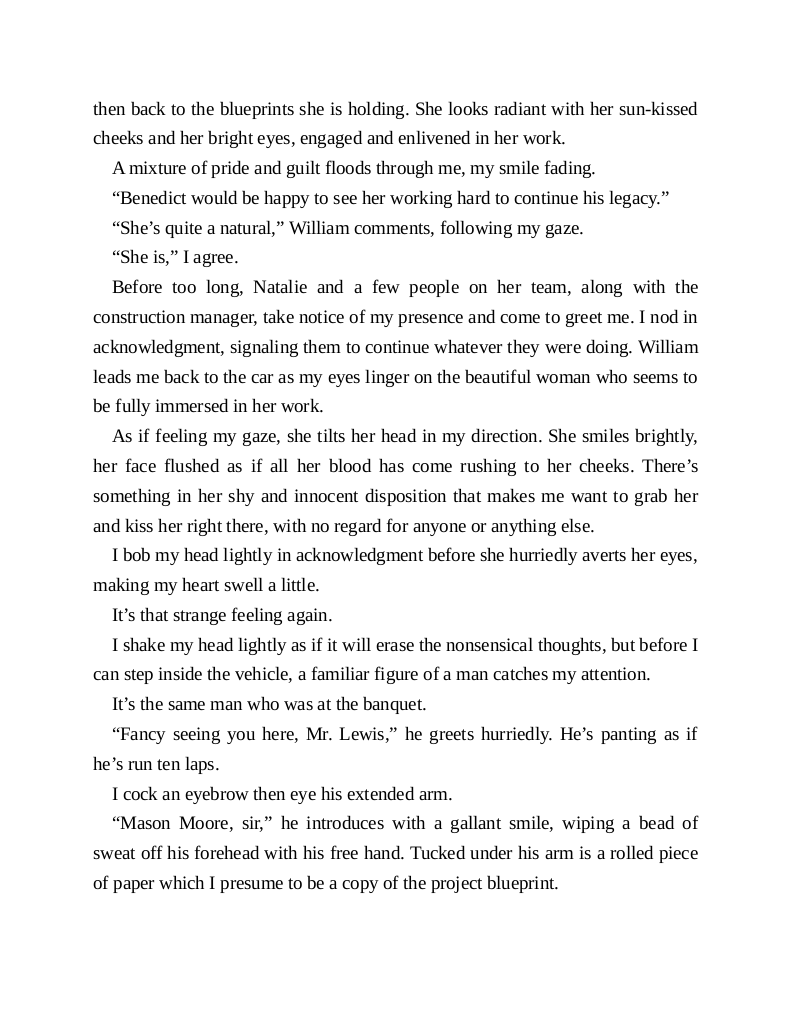 then back to the blueprints she is holding. She looks radiant with her sun-kissed
cheeks and her bright eyes, engaged and enlivened in her work.
A mixture of pride and guilt floods through me, my smile fading.
“Benedict would be happy to see her working hard to continue his legacy.”
“She’s quite a natural,” William comments, following my gaze.
“She is,” I agree.
Before too long, Natalie and a few people on her team, along with the
construction manager, take notice of my presence and come to greet me. I nod in
acknowledgment, signaling them to continue whatever they were doing. William
leads me back to the car as my eyes linger on the beautiful woman who seems to
be fully immersed in her work.
As if feeling my gaze, she tilts her head in my direction. She smiles brightly,
her face flushed as if all her blood has come rushing to her cheeks. There’s
something in her shy and innocent disposition that makes me want to grab her
and kiss her right there, with no regard for anyone or anything else.
I bob my head lightly in acknowledgment before she hurriedly averts her eyes,
making my heart swell a little.
It’s that strange feeling again.
I shake my head lightly as if it will erase the nonsensical thoughts, but before I
can step inside the vehicle, a familiar figure of a man catches my attention.
It’s the same man who was at the banquet.
“Fancy seeing you here, Mr. Lewis,” he greets hurriedly. He’s panting as if
he’s run ten laps.
I cock an eyebrow then eye his extended arm.
“Mason Moore, sir,” he introduces with a gallant smile, wiping a bead of
sweat off his forehead with his free hand. Tucked under his arm is a rolled piece
of paper which I presume to be a copy of the project blueprint.